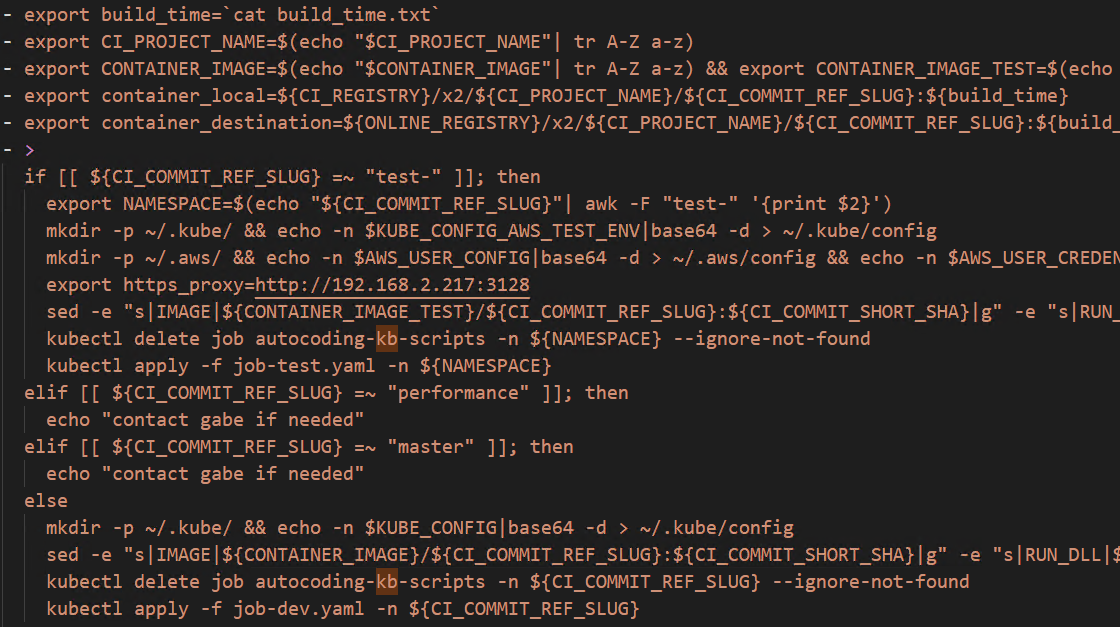 - export build_time=`cat build_time.txt`
- export CI_PROJECT_NAME=$(echo "$CI_PROJECT_NAME"| tr A-Z a-z)
- export CONTAINER_IMAGE=$(echo "$CONTAINER_IMAGE"| tr A-Z a-z) && export CONTAINER_IMAGE_TEST=$(echo
- export container_local=${CI_REGISTRY}/x2/${CI_PROJECT_NAME}/${CI_COMMIT_REF_SLUG}:${build_time}
- export container_destination=${ONLINE_REGISTRY}/x2/${CI_PROJECT_NAME}/${CI_COMMIT_REF_SLUG}:${build_
- >
if [[ ${CI_COMMIT_REF_SLUG} =~ "test-" ]]; then
export NAMESPACE=$(echo "${CI_COMMIT_REF_SLUG}"| awk -F "test-" '{print $2}')
mkdir -p ~/.kube/ && echo -n $KUBE_CONFIG_AWS_TEST_ENV|base64 -d > ~/.kube/config
mkdir -p ~/.aws/ && echo -n $AWS_USER_CONFIG|base64 -d > ~/.aws/config && echo -n $AWS_USER_CREDEN
export https_proxy=http://192.168.2.217:3128
sed -e "s|IMAGE|${CONTAINER_IMAGE_TEST}/${CI_COMMIT_REF_SLUG}:${CI_COMMIT_SHORT_SHA}|g" -e "s|RUN_
kubectl delete job autocoding-kb-scripts -n ${NAMESPACE} --ignore-not-found
kubectl apply -f job-test.yaml -n ${NAMESPACE}
elif [[ ${CI_COMMIT_REF_SLUG} =~ "performance" ]]; then
echo "contact gabe if needed"
elif [[ ${CI_COMMIT_REF_SLUG} =~ "master" ]]; then
echo "contact gabe if needed"
else
mkdir -p ~/.kube/ && echo -n $KUBE_CONFIG|base64 -d > ~/.kube/config
sed -e "s|IMAGE|${CONTAINER_IMAGE}/${CI_COMMIT_REF_SLUG}:${CI_COMMIT_SHORT_SHA}|g" -e "s|RUN_DLL|$
kubectl delete job autocoding-kb-scripts -n ${CI_COMMIT_REF_SLUG} --ignore-not-found
kubectl apply -f job-dev.yaml -n ${CI_COMMIT_REF_SLUG}